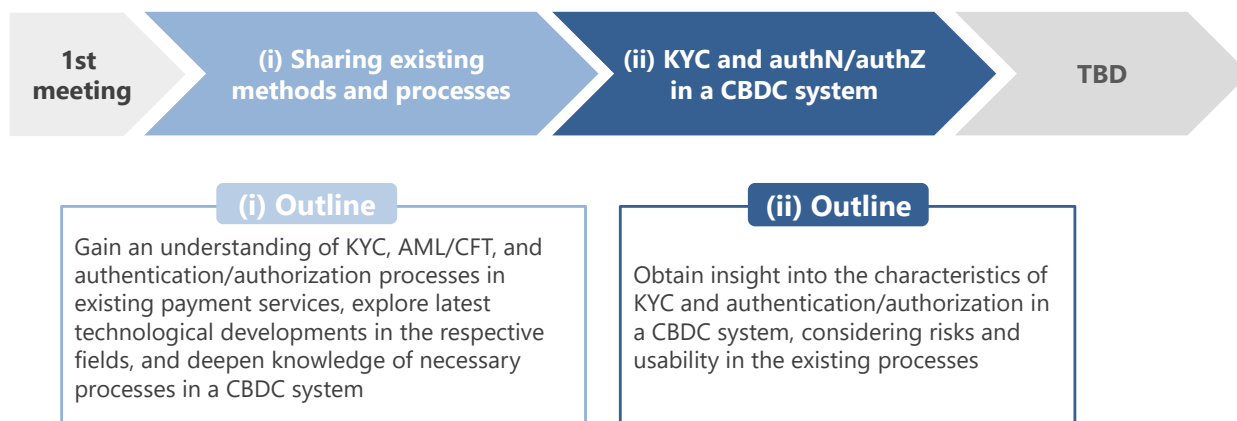 1st
meeting
(i) Sharing existing
methods and processes
(ii) KYC and authN/authZ
in a CBDC system
TBD
(i) Outline
Gain an understanding of KYC, AML/CFT, and
authentication/authorization processes in
existing payment services, explore latest
technological developments in the respective
fields, and deepen knowledge of necessary
processes in a CBDC system
(ii) Outline
Obtain insight into the characteristics of
KYC and authentication/authorization in
a CBDC system, considering risks and
usability in the existing processes